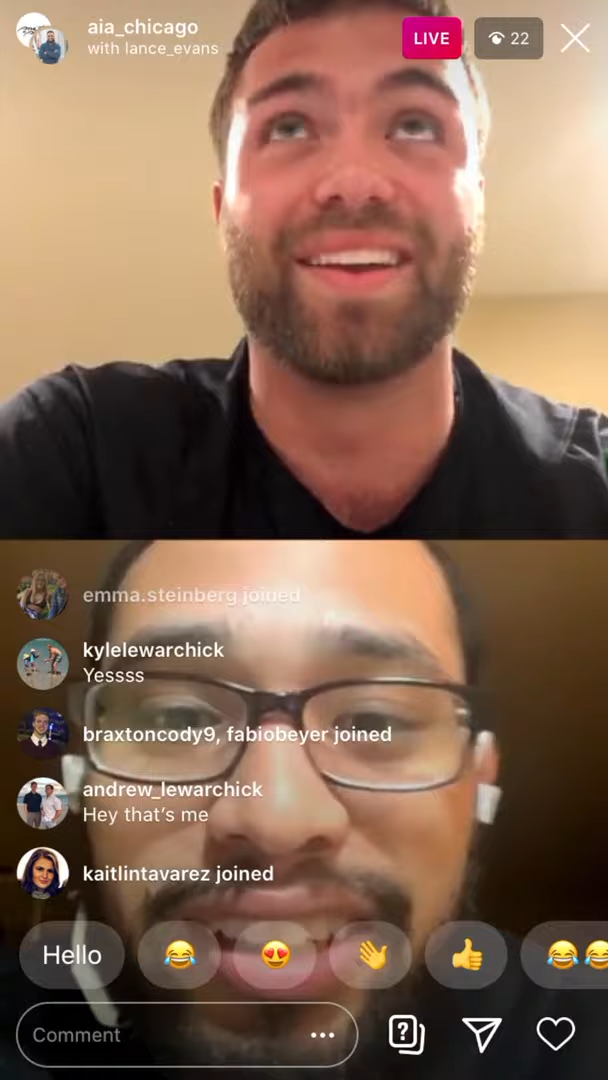 aia_chicago
with lance_evans
LIVE
22
emma.steinberg joined
kylelewarchick
Yessss
braxtoncody9, fabiobeyer joined
andrew_lewarchick
Hey that’s me
kaitlintavarez joined
Hello
Comment